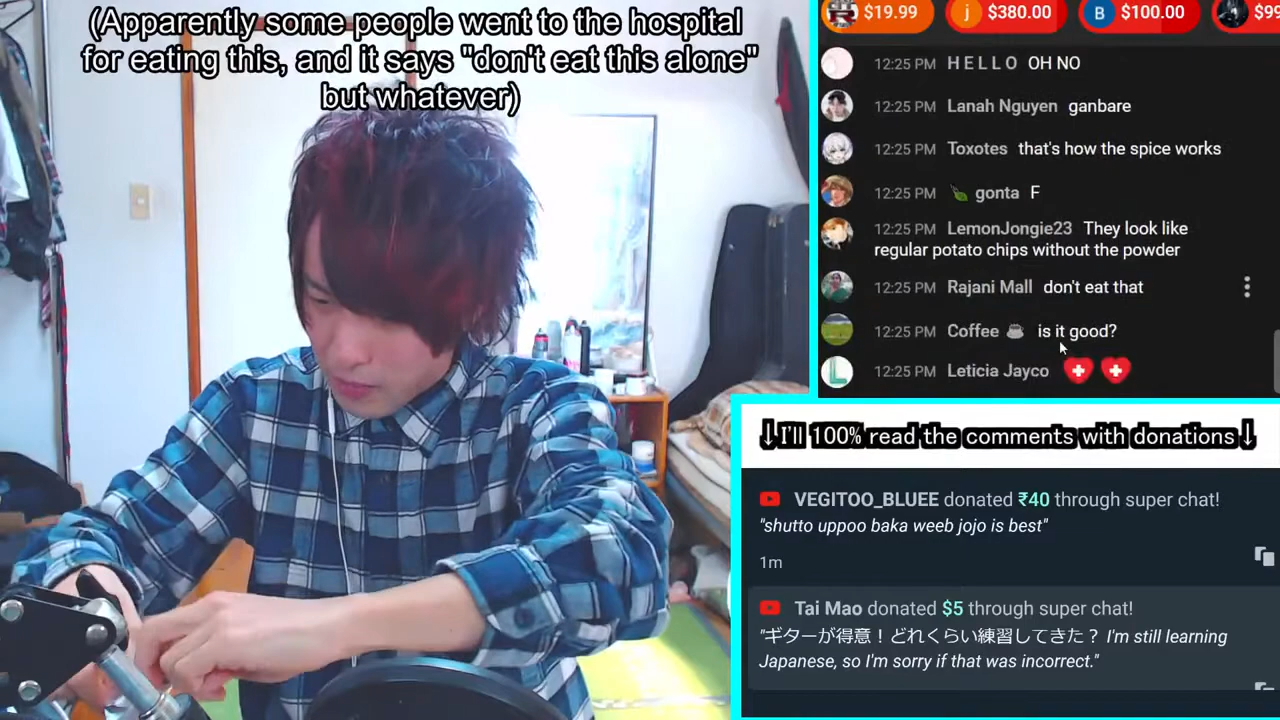 (Apparently some people went to the hospital
for eating this, and it says "don't eat this alone"
but whatever)
$19.99
j $380.00
B $100.00
12:25 PM H E L L O OH NO
12:25 PM Lanah Nguyen ganbare
12:25 PM Toxotes that's how the spice works
12:25 PM gonta F
12:25 PM LemonJongie23 They look like
regular potato chips without the powder
12:25 PM Rajani Mall don't eat that
12:25 PM Coffee is it good?
12:25 PM Leticia Jayco
↓I'll 100% read the comments with donations↓
VEGITOO_BLUEE donated ₹40 through super chat!
"shutto uppoo baka weeb jojo is best"
1m
Tai Mao donated $5 through super chat!
"ギターが得意！どれくらい練習してきた？ I'm still learning
Japanese, so I'm sorry if that was incorrect."